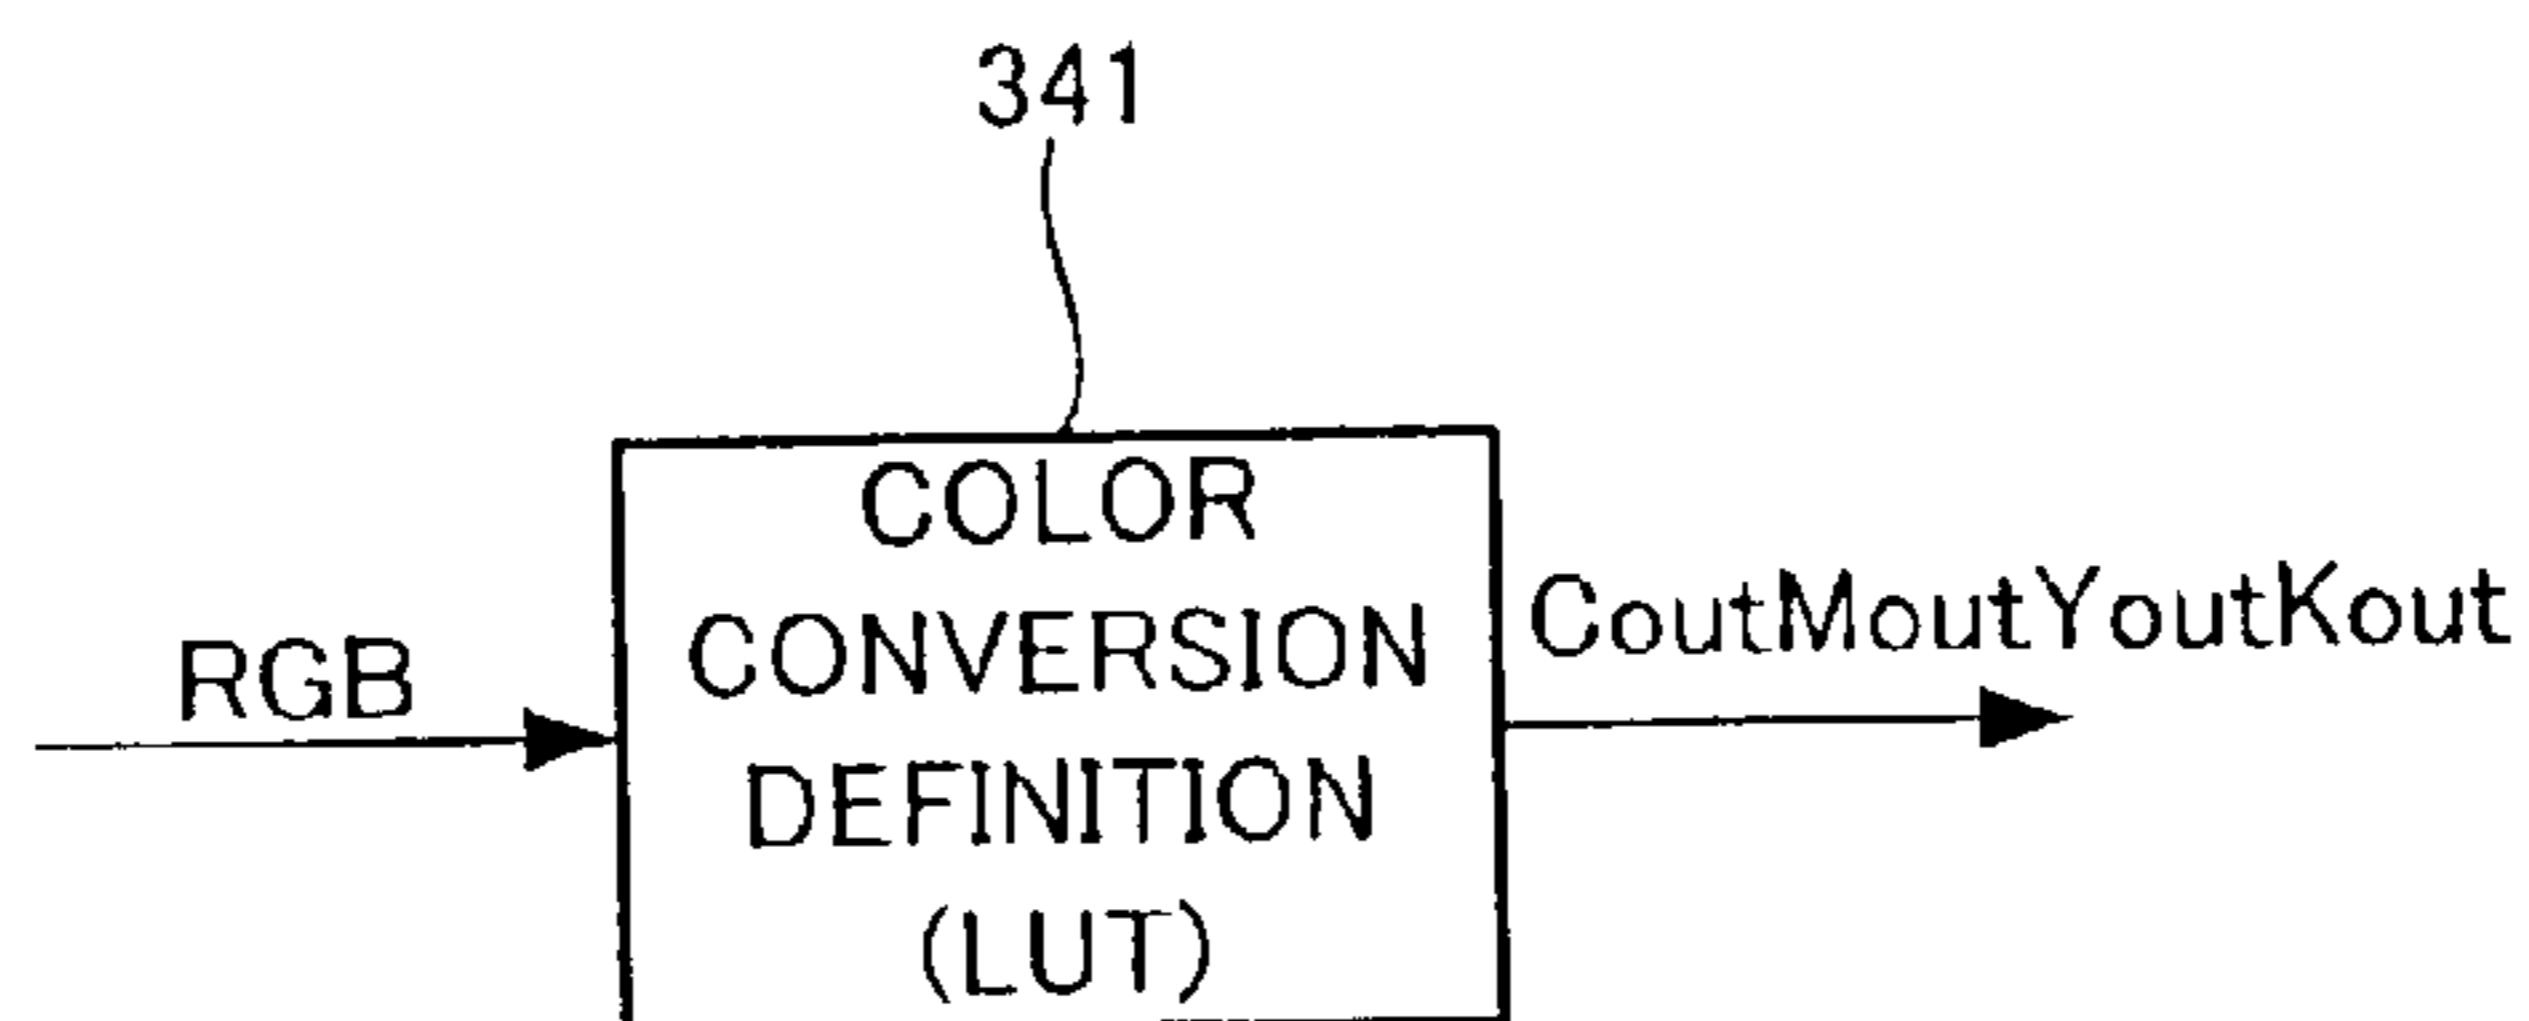 341
COLOR
CONVERSION
DEFINITION
(LUT)
RGB
CoutMoutYoutKout